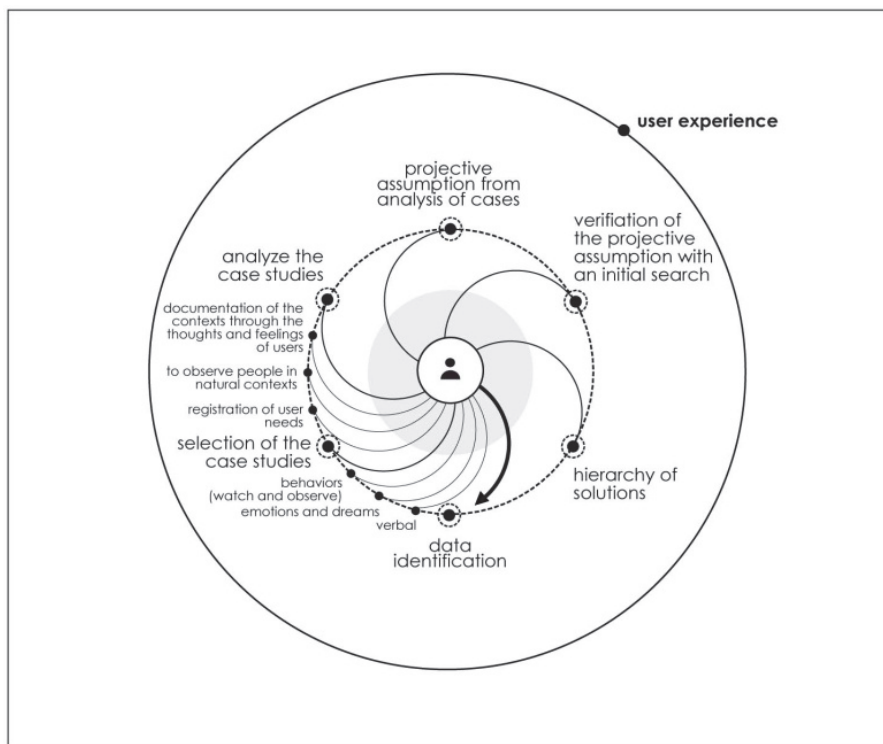 user experience
projective
assumption from
analysis of cases
verifiation of
the projective
assumption with
an initial search
analyze the
case studies
documentation of the
contexts through the
thoughts and feelings
of users
to observe people in
natural contexts
registration of user
needs
selection of the
case studies
behaviors
(watch and observe)
emotions and dreams
verbal
data
identification
hierarchy of
solutions